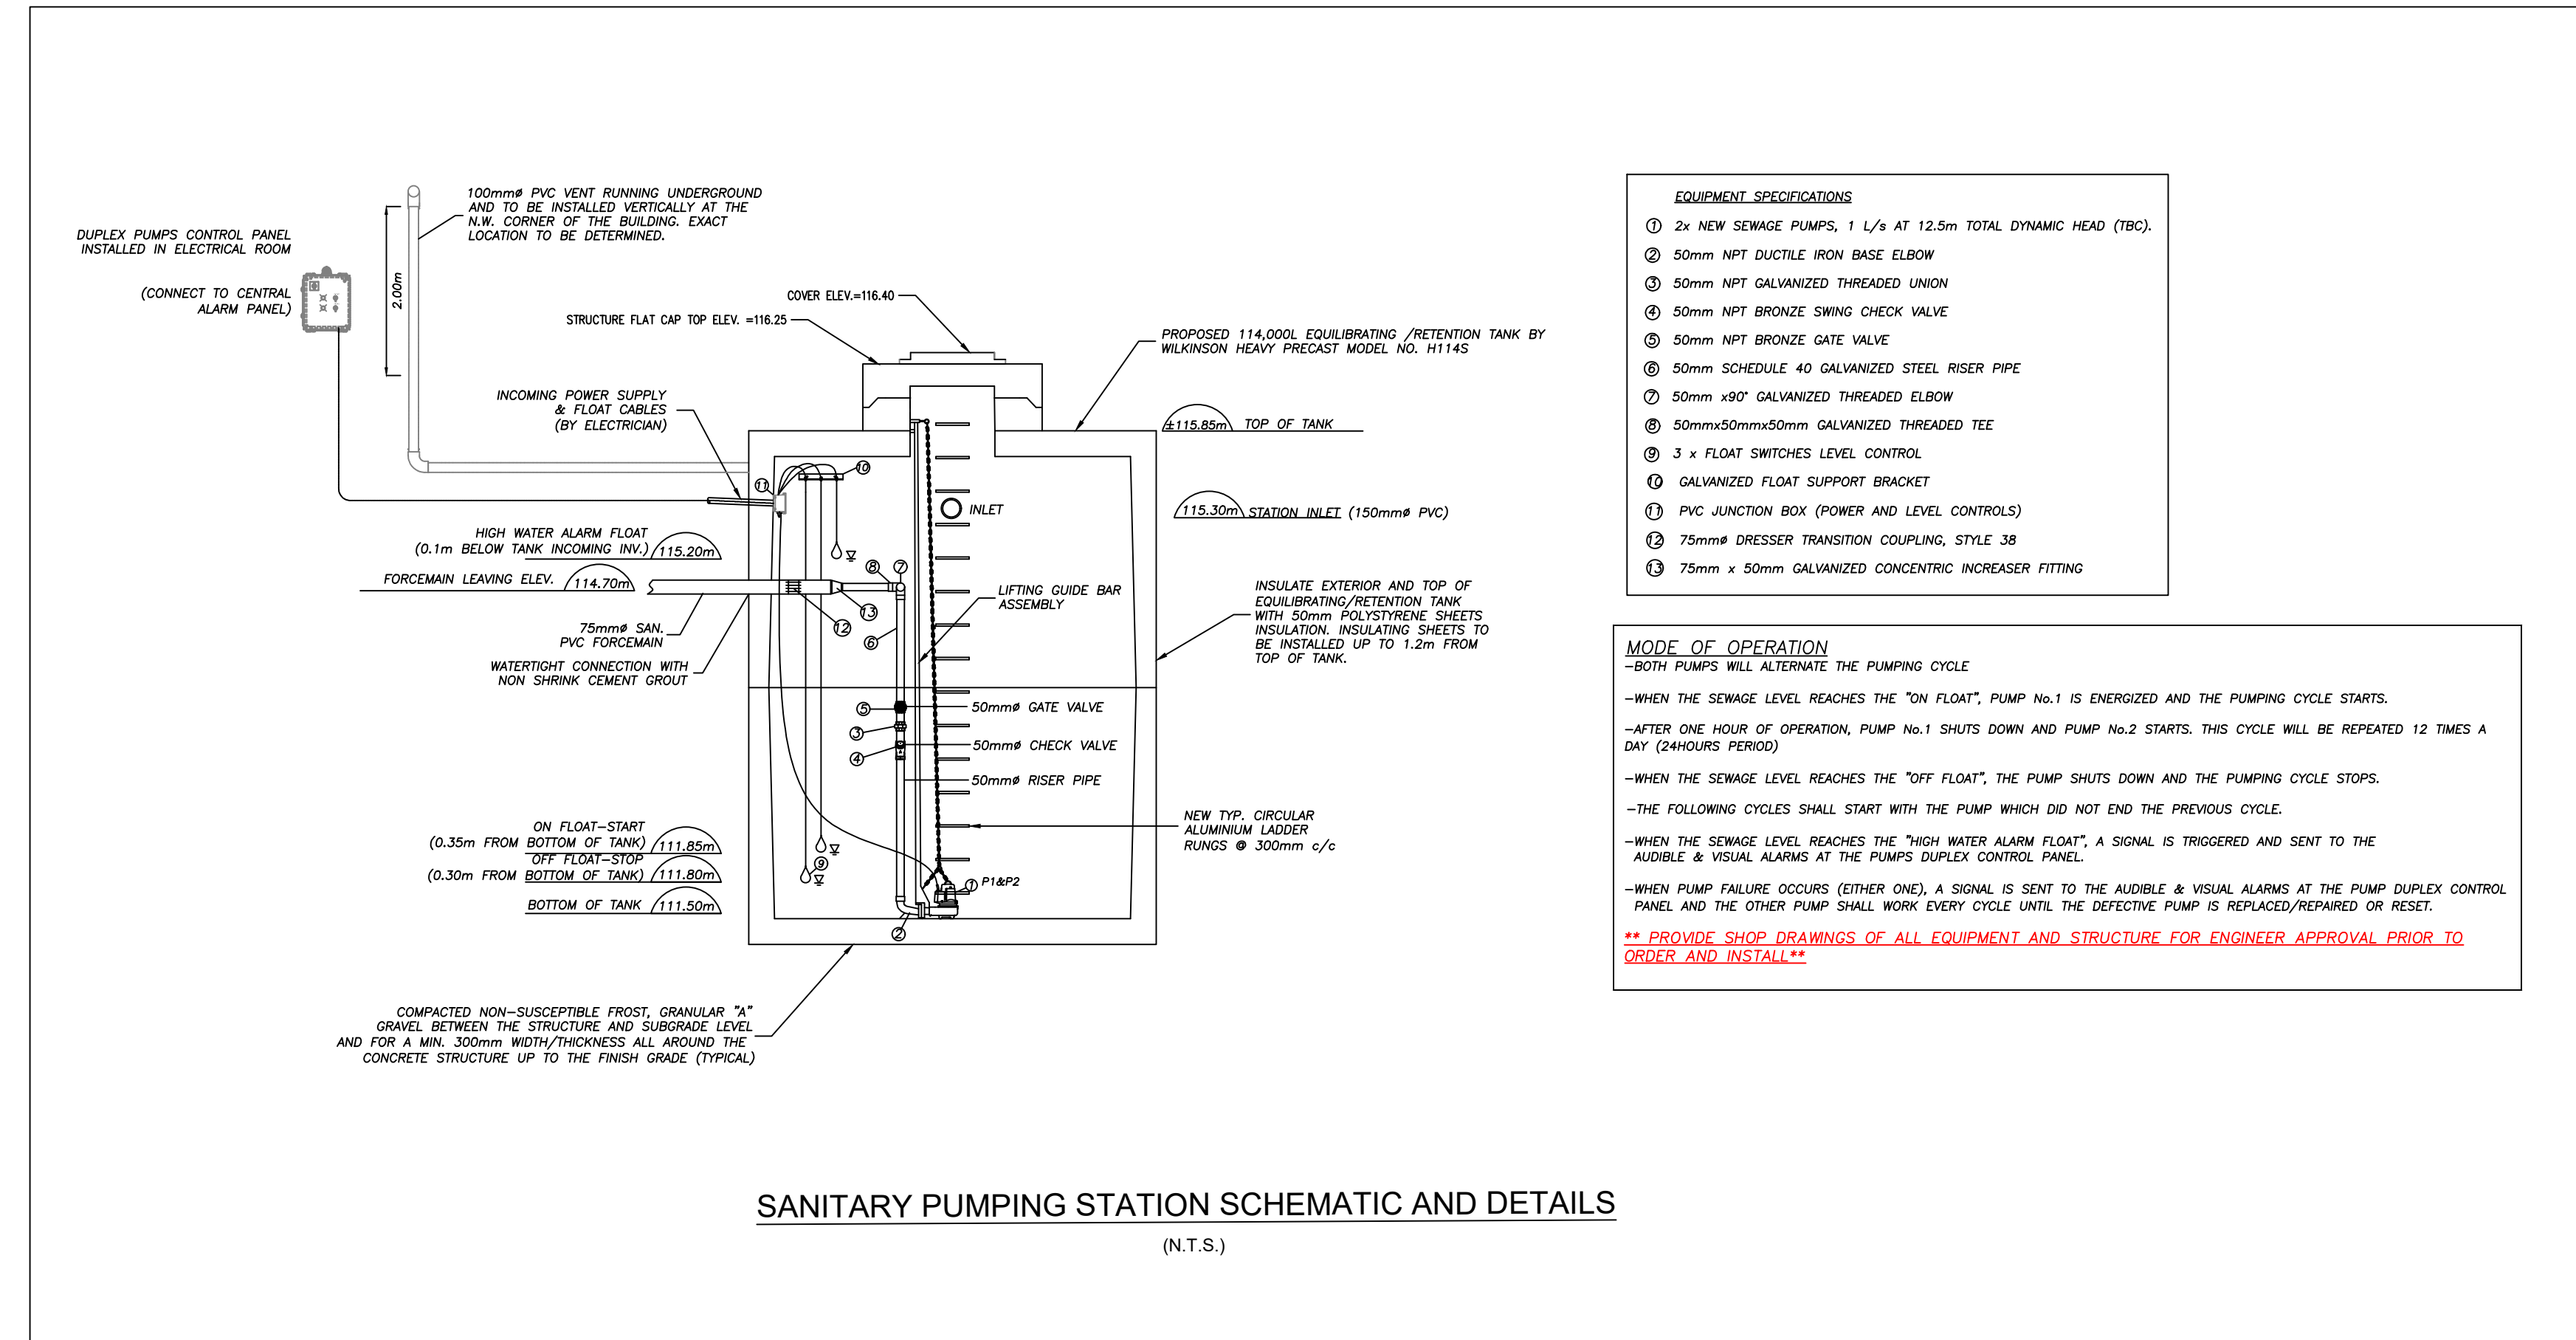 100mmø PVC VENT RUNNING UNDERGROUND
AND TO BE INSTALLED VERTICALLY AT THE
N.W. CORNER OF THE BUILDING. EXACT
LOCATION TO BE DETERMINED.
DUPLEX PUMPS CONTROL PANEL
INSTALLED IN ELECTRICAL ROOM
(CONNECT TO CENTRAL
ALARM PANEL)
2.00m
COVER ELEV.=116.40
STRUCTURE FLAT CAP TOP ELEV. =116.25
PROPOSED 114,000L EQUILIBRATING /RETENTION TANK BY
WILKINSON HEAVY PRECAST MODEL NO. H114S
INCOMING POWER SUPPLY
& FLOAT CABLES
(BY ELECTRICIAN)
±115.85m TOP OF TANK
10
11
INLET
115.30m STATION INLET (150mmø PVC)
HIGH WATER ALARM FLOAT
(0.1m BELOW TANK INCOMING INV.) 115.20m
FORCEMAIN LEAVING ELEV. 114.70m
8
7
13
12
6
LIFTING GUIDE BAR
ASSEMBLY
INSULATE EXTERIOR AND TOP OF
EQUILIBRATING/RETENTION TANK
WITH 50mm POLYSTYRENE SHEETS
INSULATION. INSULATING SHEETS TO
BE INSTALLED UP TO 1.2m FROM
TOP OF TANK.
75mmø SAN.
PVC FORCEMAIN
WATERTIGHT CONNECTION WITH
NON SHRINK CEMENT GROUT
5
50mmø GATE VALVE
3
50mmø CHECK VALVE
4
50mmø RISER PIPE
NEW TYP. CIRCULAR
ALUMINIUM LADDER
RUNGS @ 300mm c/c
ON FLOAT-START
(0.35m FROM BOTTOM OF TANK) 111.85m
OFF FLOAT-STOP
(0.30m FROM BOTTOM OF TANK) 111.80m
9
1 P1&P2
BOTTOM OF TANK 111.50m
2
COMPACTED NON-SUSCEPTIBLE FROST, GRANULAR "A"
GRAVEL BETWEEN THE STRUCTURE AND SUBGRADE LEVEL
AND FOR A MIN. 300mm WIDTH/THICKNESS ALL AROUND THE
CONCRETE STRUCTURE UP TO THE FINISH GRADE (TYPICAL)
EQUIPMENT SPECIFICATIONS
1 2x NEW SEWAGE PUMPS, 1 L/s AT 12.5m TOTAL DYNAMIC HEAD (TBC).
2 50mm NPT DUCTILE IRON BASE ELBOW
3 50mm NPT GALVANIZED THREADED UNION
4 50mm NPT BRONZE SWING CHECK VALVE
5 50mm NPT BRONZE GATE VALVE
6 50mm SCHEDULE 40 GALVANIZED STEEL RISER PIPE
7 50mm x90° GALVANIZED THREADED ELBOW
8 50mmx50mmx50mm GALVANIZED THREADED TEE
9 3 x FLOAT SWITCHES LEVEL CONTROL
10 GALVANIZED FLOAT SUPPORT BRACKET
11 PVC JUNCTION BOX (POWER AND LEVEL CONTROLS)
12 75mmø DRESSER TRANSITION COUPLING, STYLE 38
13 75mm x 50mm GALVANIZED CONCENTRIC INCREASER FITTING
MODE OF OPERATION
-BOTH PUMPS WILL ALTERNATE THE PUMPING CYCLE
-WHEN THE SEWAGE LEVEL REACHES THE "ON FLOAT", PUMP No.1 IS ENERGIZED AND THE PUMPING CYCLE STARTS.
-AFTER ONE HOUR OF OPERATION, PUMP No.1 SHUTS DOWN AND PUMP No.2 STARTS. THIS CYCLE WILL BE REPEATED 12 TIMES A
DAY (24HOURS PERIOD)
-WHEN THE SEWAGE LEVEL REACHES THE "OFF FLOAT", THE PUMP SHUTS DOWN AND THE PUMPING CYCLE STOPS.
-THE FOLLOWING CYCLES SHALL START WITH THE PUMP WHICH DID NOT END THE PREVIOUS CYCLE.
-WHEN THE SEWAGE LEVEL REACHES THE "HIGH WATER ALARM FLOAT", A SIGNAL IS TRIGGERED AND SENT TO THE
AUDIBLE & VISUAL ALARMS AT THE PUMPS DUPLEX CONTROL PANEL.
-WHEN PUMP FAILURE OCCURS (EITHER ONE), A SIGNAL IS SENT TO THE AUDIBLE & VISUAL ALARMS AT THE PUMP DUPLEX CONTROL
PANEL AND THE OTHER PUMP SHALL WORK EVERY CYCLE UNTIL THE DEFECTIVE PUMP IS REPLACED/REPAIRED OR RESET.
** PROVIDE SHOP DRAWINGS OF ALL EQUIPMENT AND STRUCTURE FOR ENGINEER APPROVAL PRIOR TO
ORDER AND INSTALL**
SANITARY PUMPING STATION SCHEMATIC AND DETAILS
(N.T.S.)